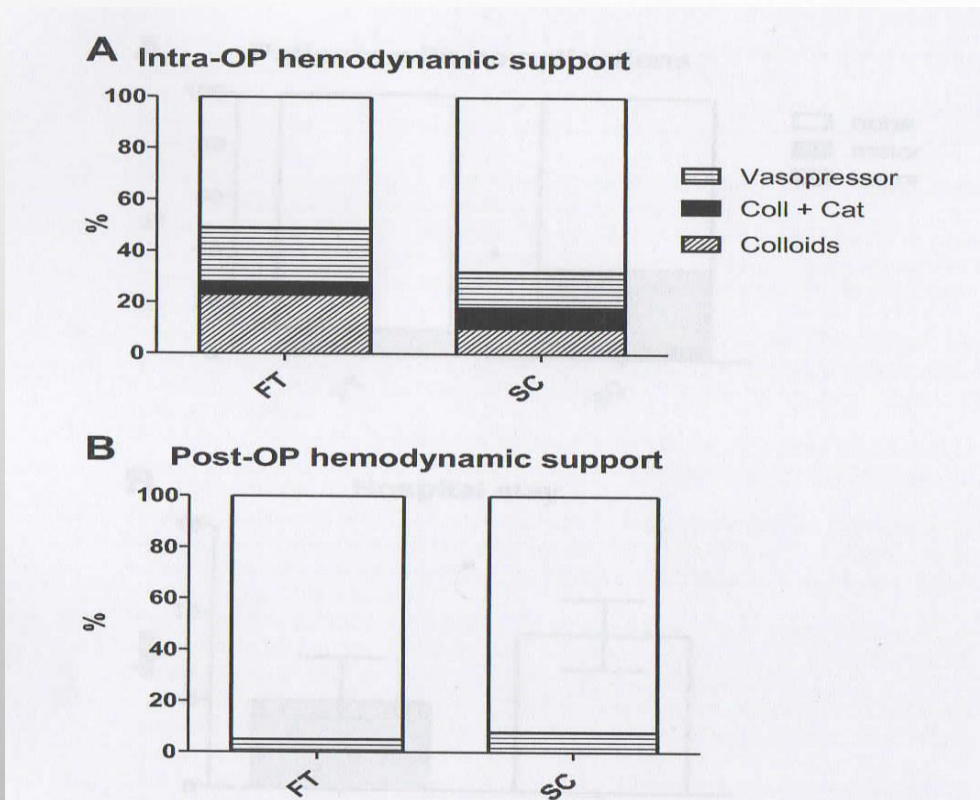 A Intra-OP hemodynamic support
100
80
60
40
20
0
%
FT
SC
Vasopressor
Coll + Cat
Colloids
B Post-OP hemodynamic support
100
80
60
40
20
0
%
FT
SC